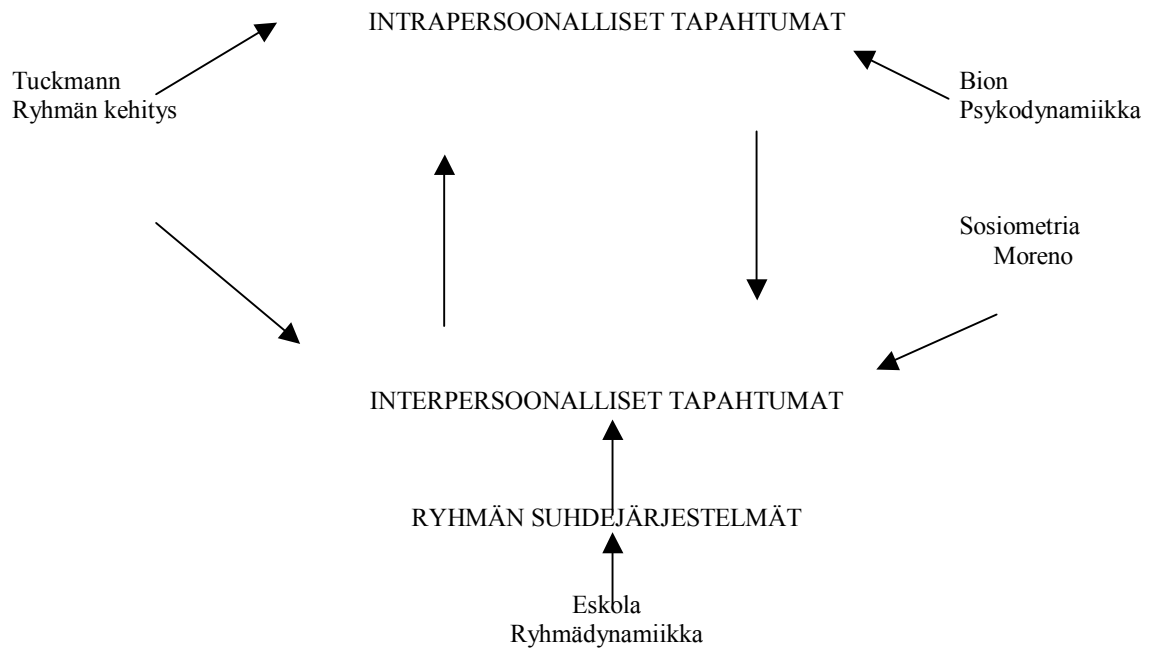 INTRAPERSOONALLISET TAPAHTUMAT
Tuckmann
Ryhmän kehitys
Bion
Psykodynamiikka
Sosiometria
Moreno
INTERPERSOONALLISET TAPAHTUMAT
RYHMÄN SUHDEJÄRJESTELMÄT
Eskola
Ryhmädynamiikka